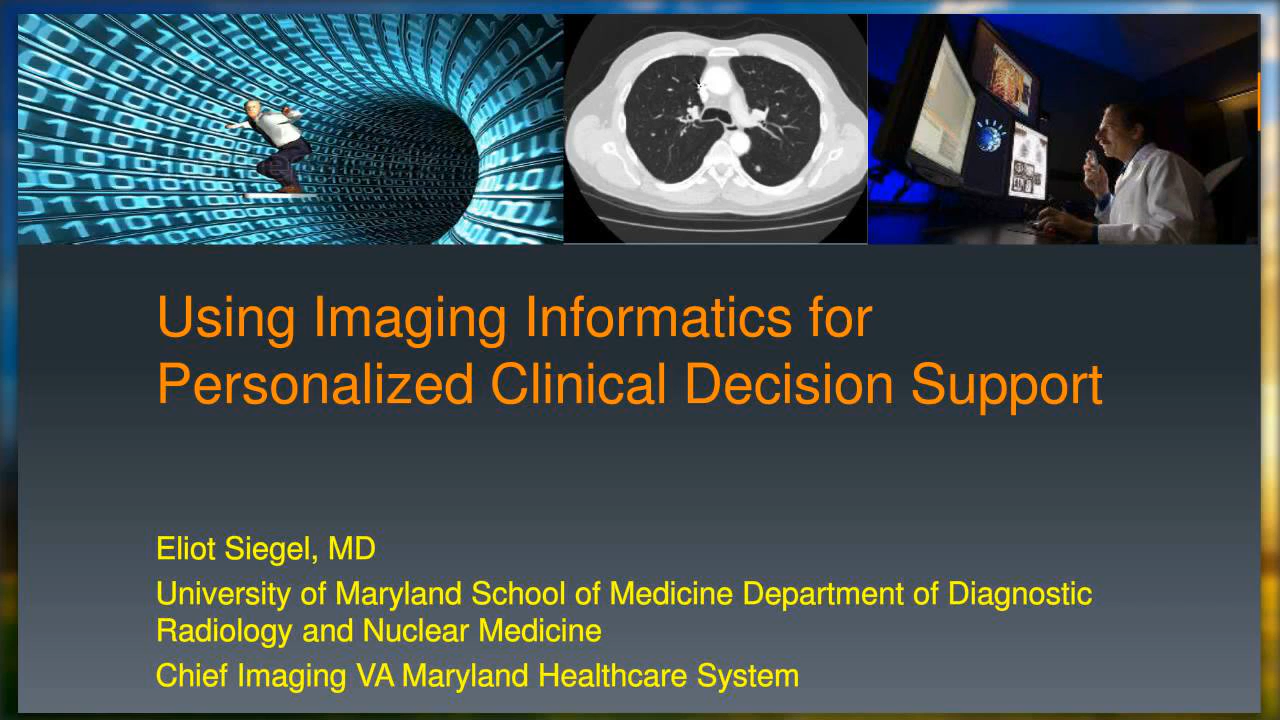 Using Imaging Informatics for
Personalized Clinical Decision Support
Eliot Siegel, MD
University of Maryland School of Medicine Department of Diagnostic
Radiology and Nuclear Medicine
Chief Imaging VA Maryland Healthcare System